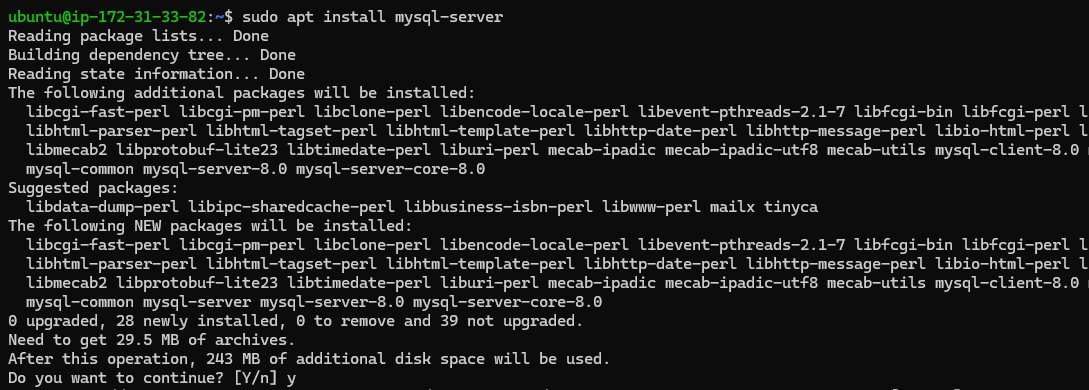 ubuntu@ip-172-31-33-82:~$ sudo apt install mysql-server
Reading package lists... Done
Building dependency tree... Done
Reading state information... Done
The following additional packages will be installed:
  libcgi-fast-perl libcgi-pm-perl libclone-perl libencode-locale-perl libevent-pthreads-2.1-7 libfcgi-bin libfcgi-perl l
  libhtml-parser-perl libhtml-tagset-perl libhtml-template-perl libhttp-date-perl libhttp-message-perl libio-html-perl l
  libmecab2 libprotobuf-lite23 libtimedate-perl liburi-perl mecab-ipadic mecab-ipadic-utf8 mecab-utils mysql-client-8.0
  mysql-common mysql-server-8.0 mysql-server-core-8.0
Suggested packages:
  libdata-dump-perl libipc-sharedcache-perl libbusiness-isbn-perl libwww-perl mailx tinyca
The following NEW packages will be installed:
  libcgi-fast-perl libcgi-pm-perl libclone-perl libencode-locale-perl libevent-pthreads-2.1-7 libfcgi-bin libfcgi-perl l
  libhtml-parser-perl libhtml-tagset-perl libhtml-template-perl libhttp-date-perl libhttp-message-perl libio-html-perl l
  libmecab2 libprotobuf-lite23 libtimedate-perl liburi-perl mecab-ipadic mecab-ipadic-utf8 mecab-utils mysql-client-8.0
  mysql-common mysql-server mysql-server-8.0 mysql-server-core-8.0
0 upgraded, 28 newly installed, 0 to remove and 39 not upgraded.
Need to get 29.5 MB of archives.
After this operation, 243 MB of additional disk space will be used.
Do you want to continue? [Y/n] y